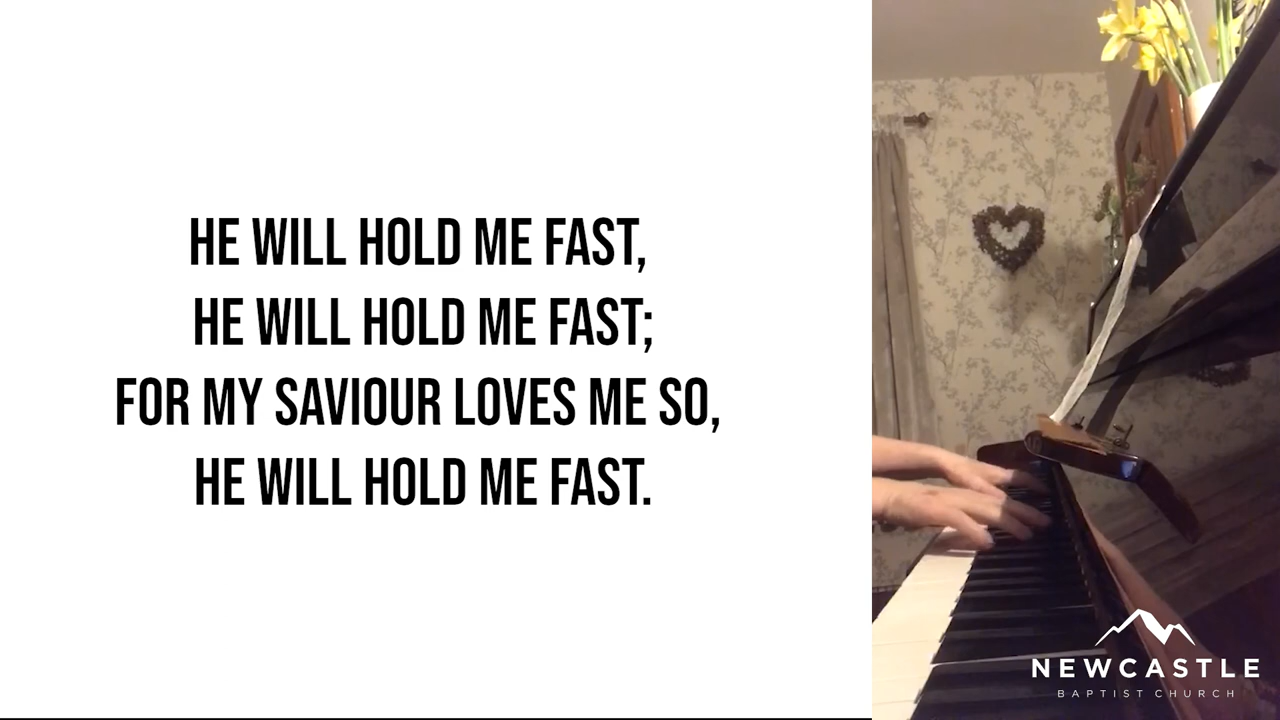 HE WILL HOLD ME FAST,
HE WILL HOLD ME FAST;
FOR MY SAVIOUR LOVES ME SO,
HE WILL HOLD ME FAST.
NEWCASTLE
BAPTIST CHURCH